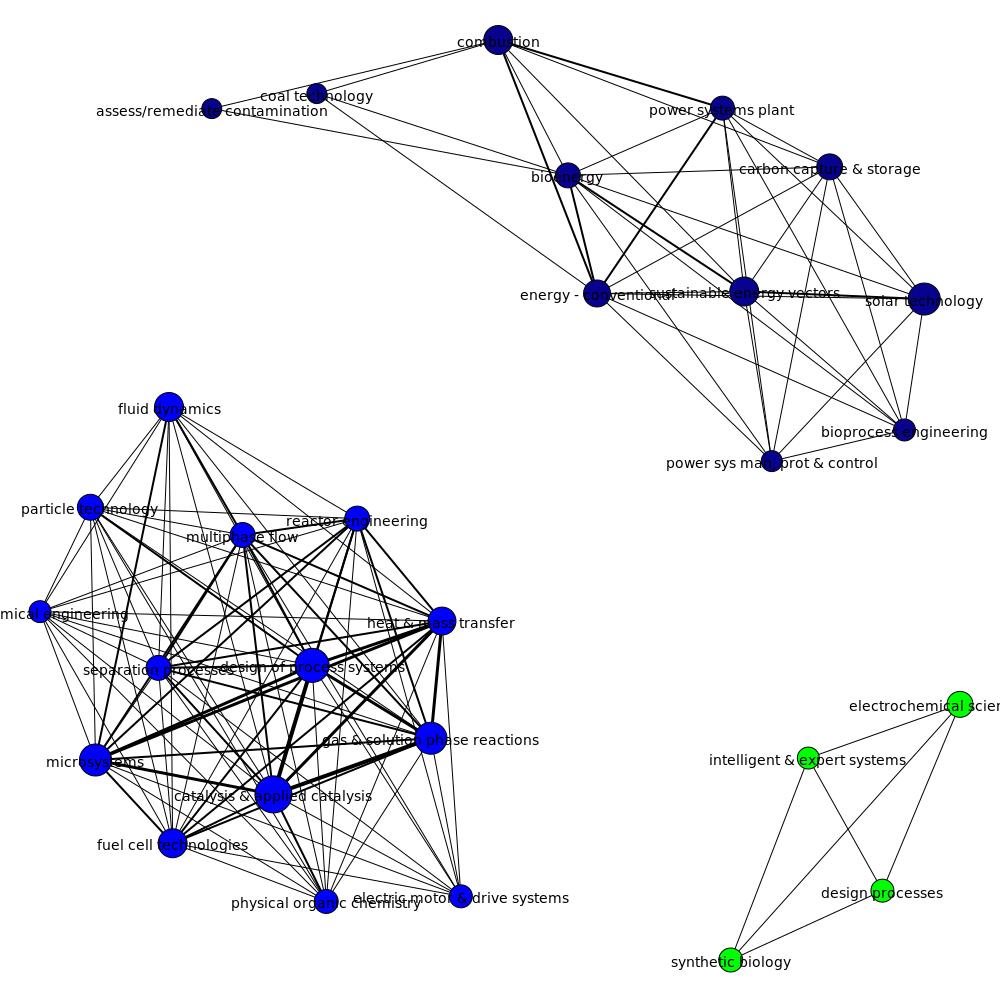 combustion
coal technology
assess/remediate contamination
power systems plant
bioenergy
carbon capture & storage
energy - conventional
sustainable energy vectors
solar technology
bioprocess engineering
power sys man, prot & control
fluid dynamics
particle technology
reactor engineering
multiphase flow
mical engineering
heat & mass transfer
separation processes
design of process systems
gas & solution phase reactions
microsystems
catalysis & applied catalysis
fuel cell technologies
physical organic chemistry
electric motor & drive systems
electrochemical scien
intelligent & expert systems
design processes
synthetic biology